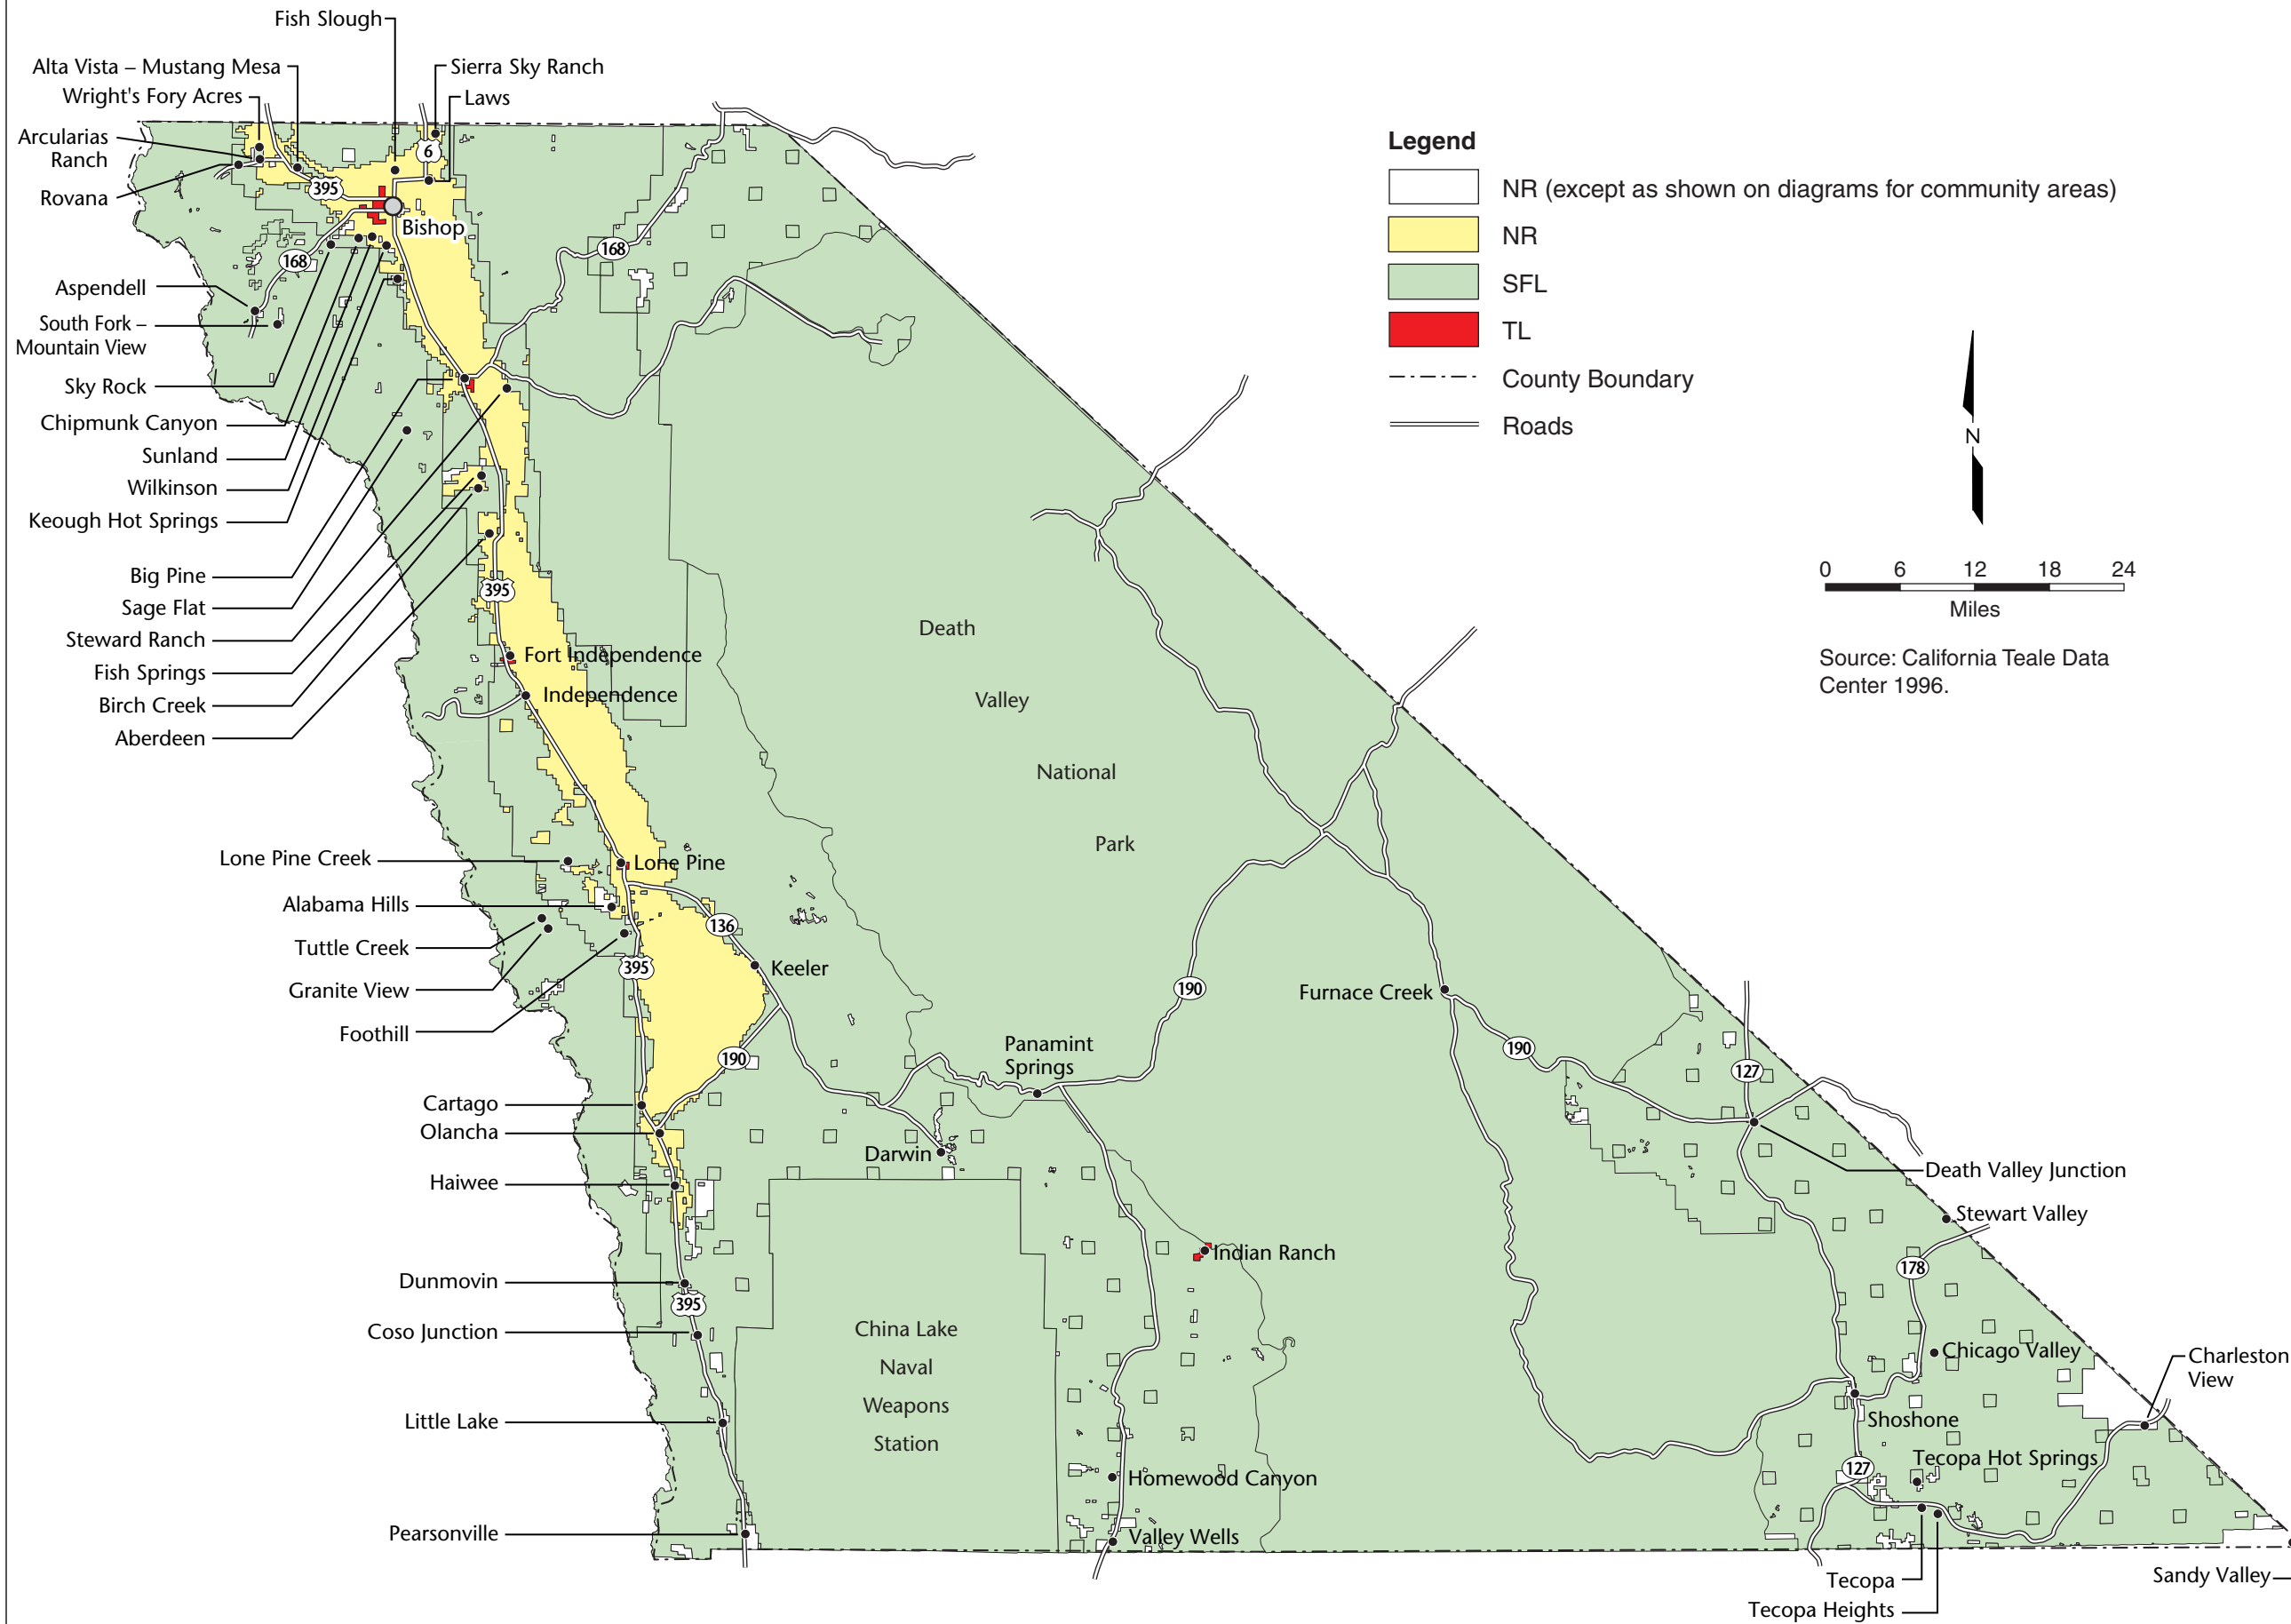 Fish Slough
Alta Vista – Mustang Mesa
Sierra Sky Ranch
Wright's Fory Acres
Laws
Arcularias
Ranch
Rovana
6
395
Bishop
168
168
Aspendell
South Fork –
Mountain View
Sky Rock
Chipmunk Canyon
Sunland
Wilkinson
Keough Hot Springs
Big Pine
Sage Flat
Steward Ranch
Fish Springs
Birch Creek
Aberdeen
395
Fort Independence
Independence
Death
Valley
National
Park
Legend
NR (except as shown on diagrams for community areas)
NR
SFL
TL
County Boundary
Roads
N
0 6 12 18 24
Miles
Source: California Teale Data
Center 1996.
Lone Pine Creek
Lone Pine
Alabama Hills
136
Tuttle Creek
395
Keeler
Granite View
190
Furnace Creek
Foothill
190
Panamint
Springs
190
127
Cartago
Olancha
Darwin
Haiwee
Death Valley Junction
Stewart Valley
Indian Ranch
178
Dunmovin
395
Coso Junction
China Lake
Naval
Weapons
Station
Chicago Valley
Charleston
View
Little Lake
Shoshone
Tecopa Hot Springs
127
Homewood Canyon
Pearsonville
Valley Wells
Tecopa
Sandy Valley
Tecopa Heights